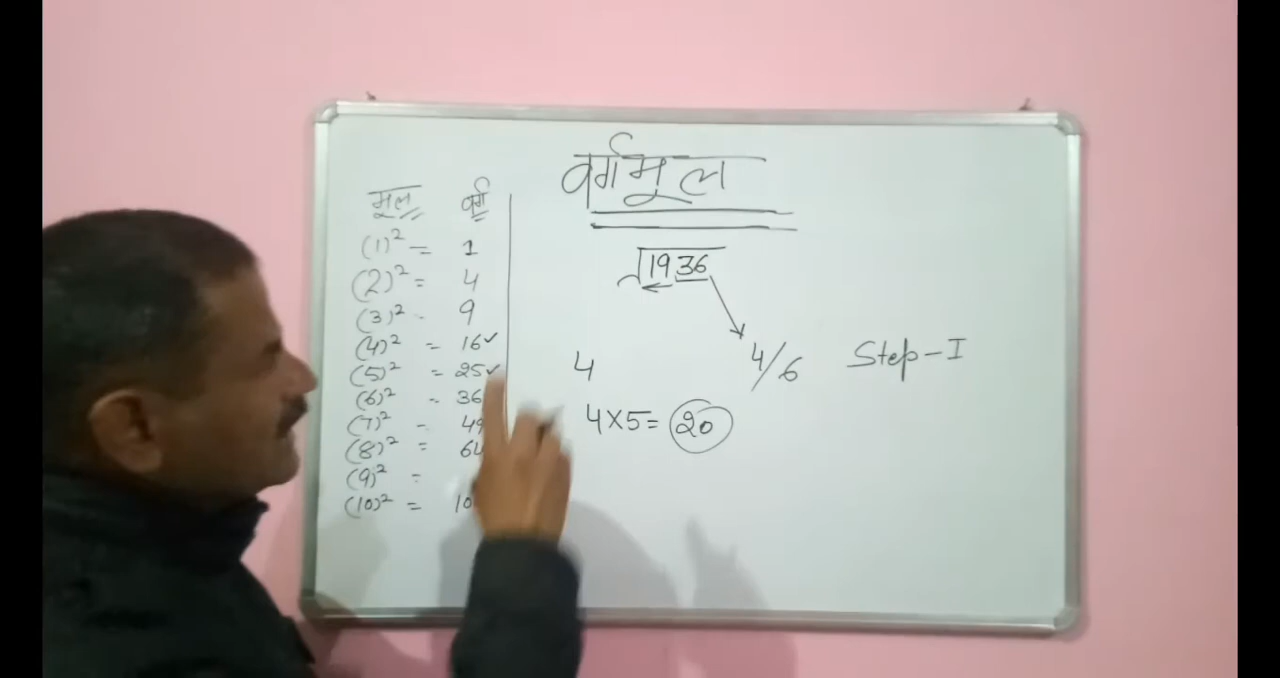 वर्गमूल
मूल वर्ग
(1)² = 1
(2)² = 4
(3)² - 9
(4)² = 16✓
(5)² = 25✓
(6)² - 36
(7)² - 49
(8)² = 64
(9)² =
(10)² = 10
√1936
4/6 Step-I
4
4×5= 20